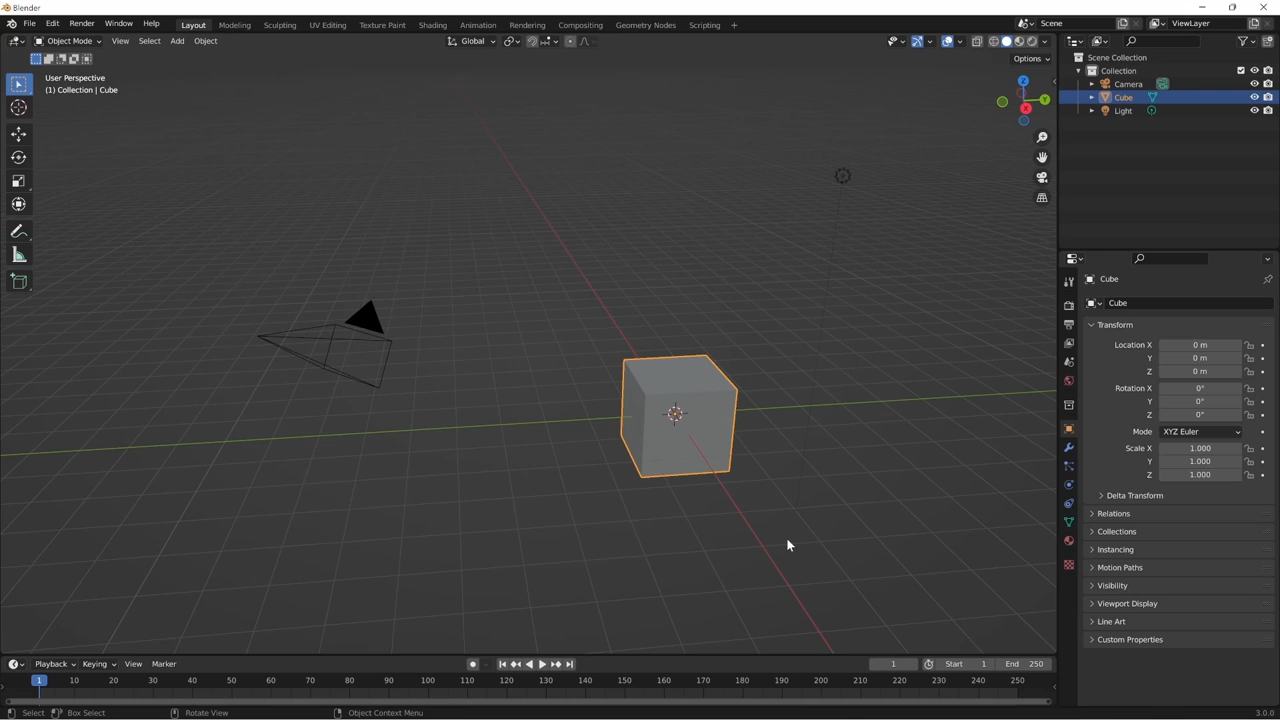 Blender
File Edit Render Window Help Layout Modeling Sculpting UV Editing Texture Paint Shading Animation Rendering Compositing Geometry Nodes Scripting + Scene ViewLayer
Object Mode View Select Add Object Global
Options
User Perspective
(1) Collection | Cube
Z
Y
X
Scene Collection
Collection
Camera
Cube
Light
Cube
Cube
Transform
Location X 0 m
Y 0 m
Z 0 m
Rotation X 0°
Y 0°
Z 0°
Mode XYZ Euler
Scale X 1.000
Y 1.000
Z 1.000
Delta Transform
Relations
Collections
Instancing
Motion Paths
Visibility
Viewport Display
Line Art
Custom Properties
Playback Keying View Marker 1 Start 1 End 250
1 10 20 30 40 50 60 70 80 90 100 110 120 130 140 150 160 170 180 190 200 210 220 230 240 250
Select Box Select Rotate View Object Context Menu 3.0.0